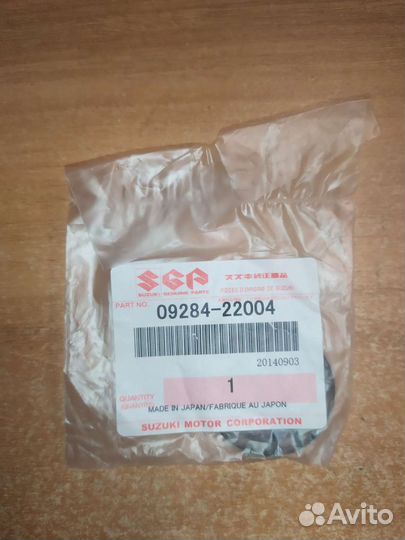 SGP
SUZUKI GENUINE PARTS
スズキ純正部品
PIÈCES D'ORIGINE DE SUZUKI
PART NO.
09284-22004
20140903
QUANTITY
QUANTITÉ
1
MADE IN JAPAN/FABRIQUE AU JAPON
SUZUKI MOTOR CORPORATION
Avito